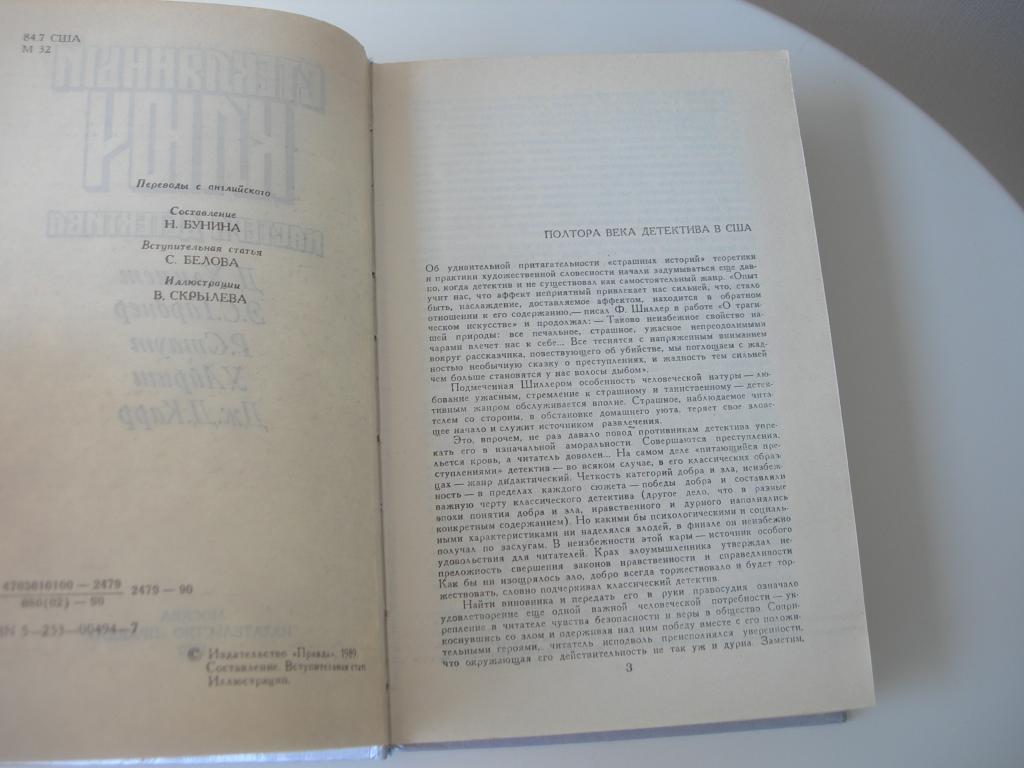 84.7 США
М 32
Переводы с английского
Составление
Н. БУНИНА
Вступительная статья
С. БЕЛОВА
Иллюстрации
В. СКРЫЛЕВА
4703010100—2479
080(02)—90
2479—90
5—253—00494—7
© Издательство «Правда», 1989.
Составление. Вступительная
Иллюстрации.
ПОЛТОРА ВЕКА ДЕТЕКТИВА В США
Об удивительной притягательности «страшных историй» теоретики
и практики художественной словесности начали задумываться еще дав-
но, когда детектив и не существовал как самостоятельный жанр. «Опыт
учит нас, что аффект неприятный привлекает нас сильней, что, стало
быть, наслаждение, доставляемое аффектом, находится в обратном
отношении к его содержанию,— писал Ф. Шиллер в работе «О траги-
ческом искусстве» и продолжал: — Таково неизбежное свойство на-
шей природы: все печальное, страшное, ужасное непреодолимыми
чарами влечет нас к себе... Все теснятся с напряженным вниманием
вокруг рассказчика, повествующего об убийстве, мы поглощаем с жад-
ностью необычную сказку о преступлениях, и жадность тем сильней
чем больше становятся у нас волосы дыбом».
Подмеченная Шиллером особенность человеческой натуры — лю-
бование ужасным, стремление к страшному и таинственному — детек-
тивным жанром обслуживается вполне. Страшное, наблюдаемое чита-
телем со стороны, в обстановке домашнего уюта, теряет свое злове-
щее начало и служит источником развлечения.
Это, впрочем, не раз давало повод противникам детектива упре-
кать его в изначальной аморальности. Совершаются преступления,
льется кровь, а читатель доволен... На самом деле «питающийся пре-
ступлениями» детектив — во всяком случае, в его классических образ-
цах — жанр дидактический. Четкость категорий добра и зла, неизбеж-
ность — в пределах каждого сюжета — победы добра и составляли
важную черту классического детектива (другое дело, что в разные
эпохи понятия добра и зла, нравственного и дурного наполнялись
конкретным содержанием). Но какими бы психологическими и социаль-
ными характеристиками ни наделялся злодей, в финале он неизбежно
получал по заслугам. В неизбежности этой кары — источник особого
удовольствия для читателей. Крах злоумышленника утверждал не-
преложность свершения законов нравственности и справедливости
Как бы ни изощрялось зло, добро всегда торжествовало и будет тор-
жествовать, словно подчеркивал классический детектив.
Найти виновника и передать его в руки правосудия означало
удовлетворение еще одной важной человеческой потребности — ук-
репление в читателе чувства безопасности и веры в общество. Сопри-
коснувшись со злом и одерживая над ним победу вместе с его положи-
тельными героями, читатель исподволь преисполнялся уверенности,
что окружающая его действительность не так уж и дурна. Заметим,
3